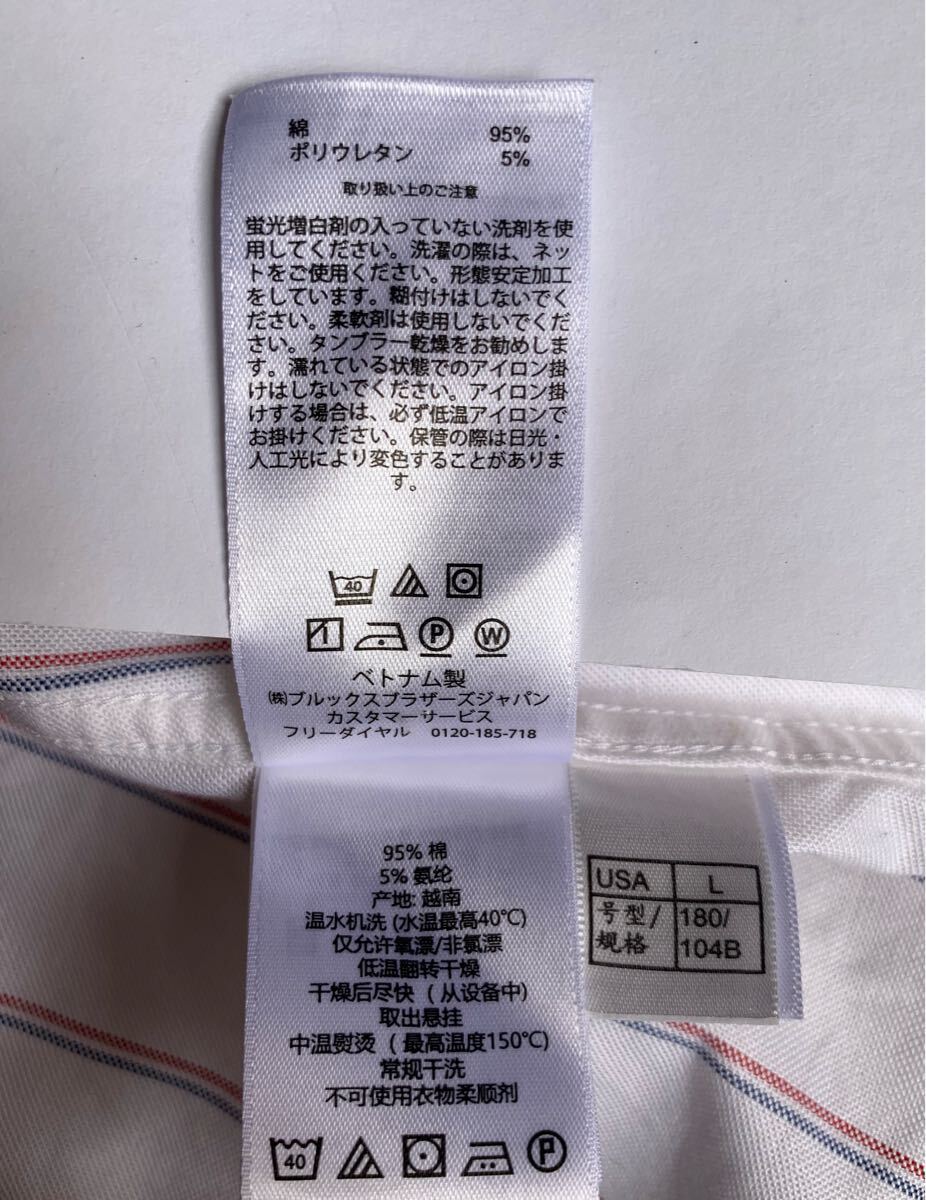 綿 95%
ポリウレタン 5%
取り扱い上のご注意
蛍光増白剤の入っていない洗剤を使
用してください。洗濯の際は、ネッ
トをご使用ください。形態安定加工
をしています。糊付けはしないでく
ださい。柔軟剤は使用しないでくだ
さい。タンブラー乾燥をお勧めしま
す。濡れている状態でのアイロン掛
けはしないでください。アイロン掛
けする場合は、必ず低温アイロンで
お掛けください。保管の際は日光・
人工光により変色することがありま
す。
40
P W
ベトナム製
㈱ブルックスブラザーズジャパン
カスタマーサービス
フリーダイヤル 0120-185-718
95% 棉
5% 氨纶
产地: 越南
温水机洗 (水温最高40℃)
仅允许氧漂/非氯漂
低温翻转干燥
干燥后尽快（从设备中)
取出悬挂
中温熨烫（最高温度150℃)
常规干洗
不可使用衣物柔顺剂
40 P
USA L
号型/ 180/
规格 104B